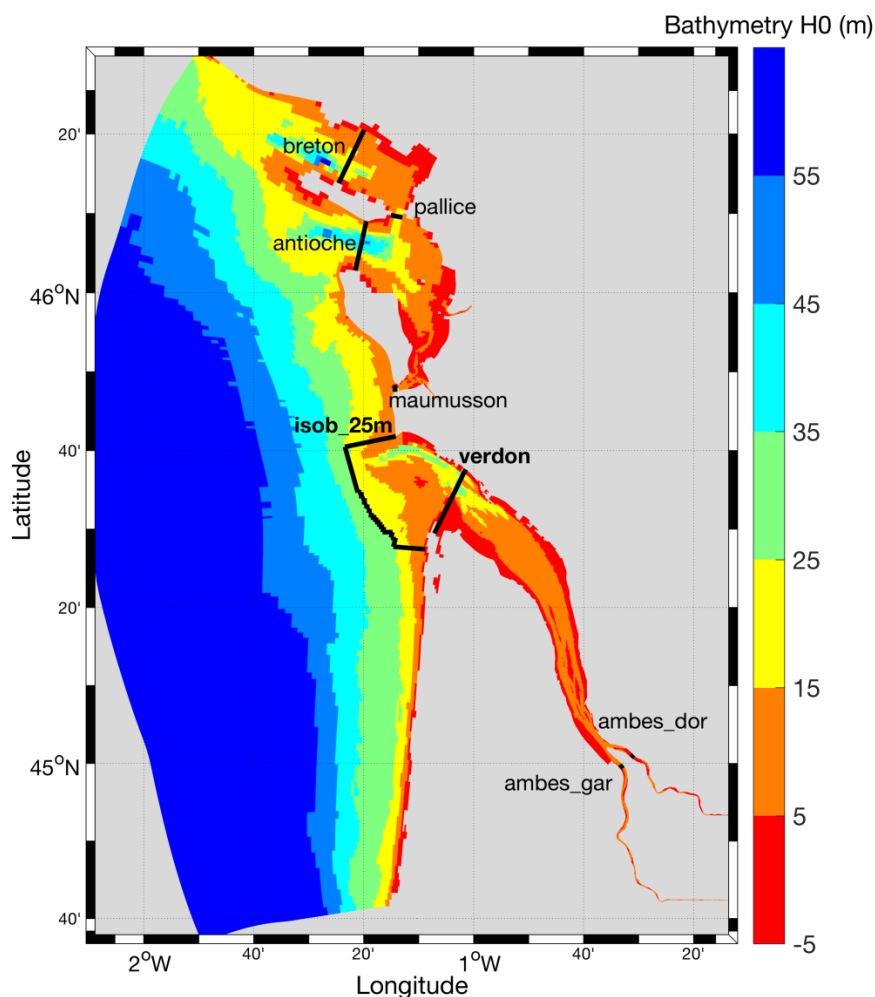 Bathymetry H0 (m)
20'
breton
pallice
antioche
46°N
maumusson
isob_25m
40'
verdon
20'
ambes_dor
45°N
ambes_gar
40'
55
45
35
25
15
5
-5
Latitude
2°W
40'
20'
1°W
40'
20'
Longitude